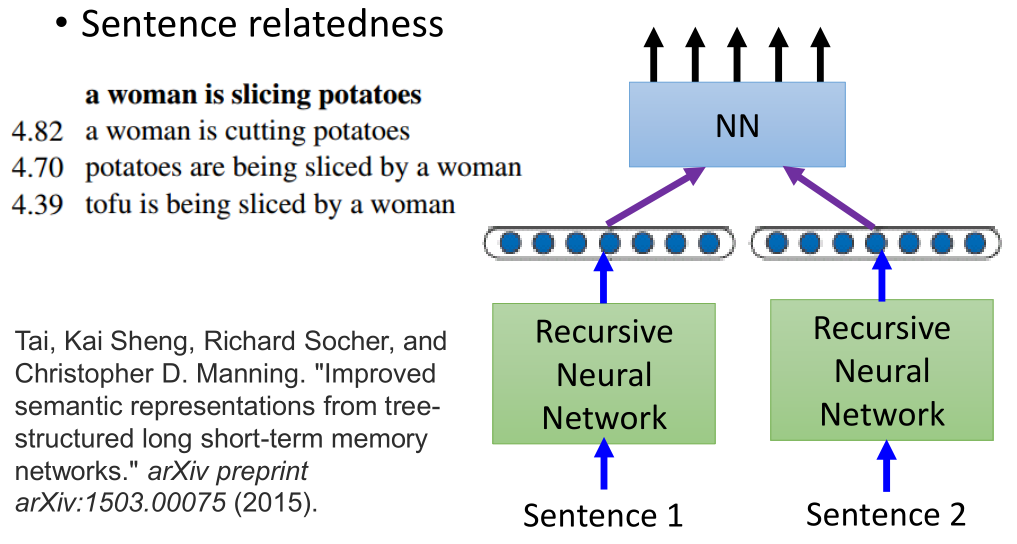 • Sentence relatedness
a woman is slicing potatoes
4.82 a woman is cutting potatoes
4.70 potatoes are being sliced by a woman
4.39 tofu is being sliced by a woman
Tai, Kai Sheng, Richard Socher, and
Christopher D. Manning. "Improved
semantic representations from tree-
structured long short-term memory
networks." arXiv preprint
arXiv:1503.00075 (2015).
NN
Recursive
Neural
Network
Recursive
Neural
Network
Sentence 1
Sentence 2